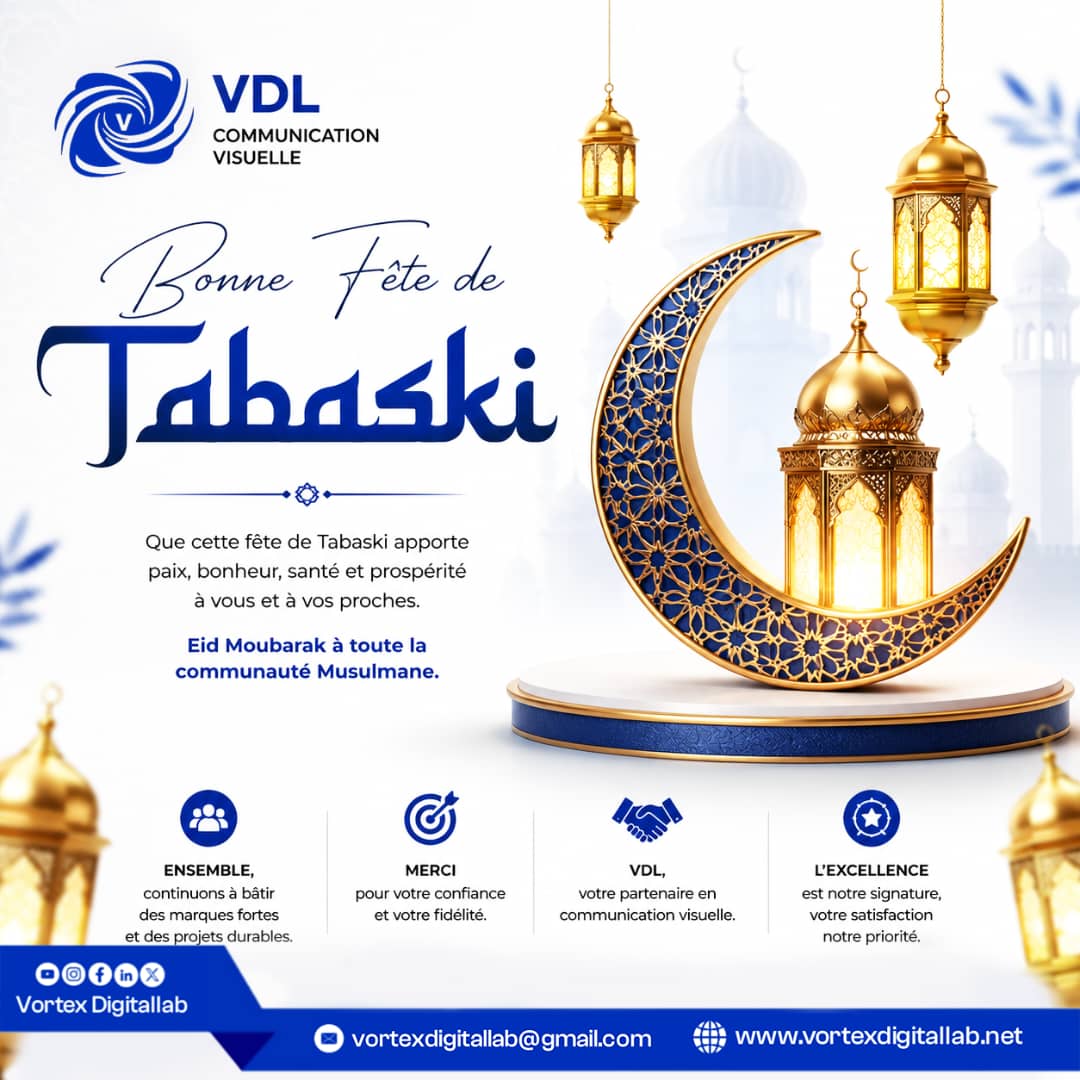 V
VDL
COMMUNICATION
VISUELLE
Bonne Fête de
Tabaski
Que cette fête de Tabaski apporte
paix, bonheur, santé et prospérité
à vous et à vos proches.
Eid Moubarak à toute la
communauté Musulmane.
ENSEMBLE,
continuons à bâtir
des marques fortes
et des projets durables.
MERCI
pour votre confiance
et votre fidélité.
VDL,
votre partenaire en
communication visuelle.
L'EXCELLENCE
est notre signature,
votre satisfaction
notre priorité.
Vortex Digitallab
vortexdigitallab@gmail.com
www.vortexdigitallab.net